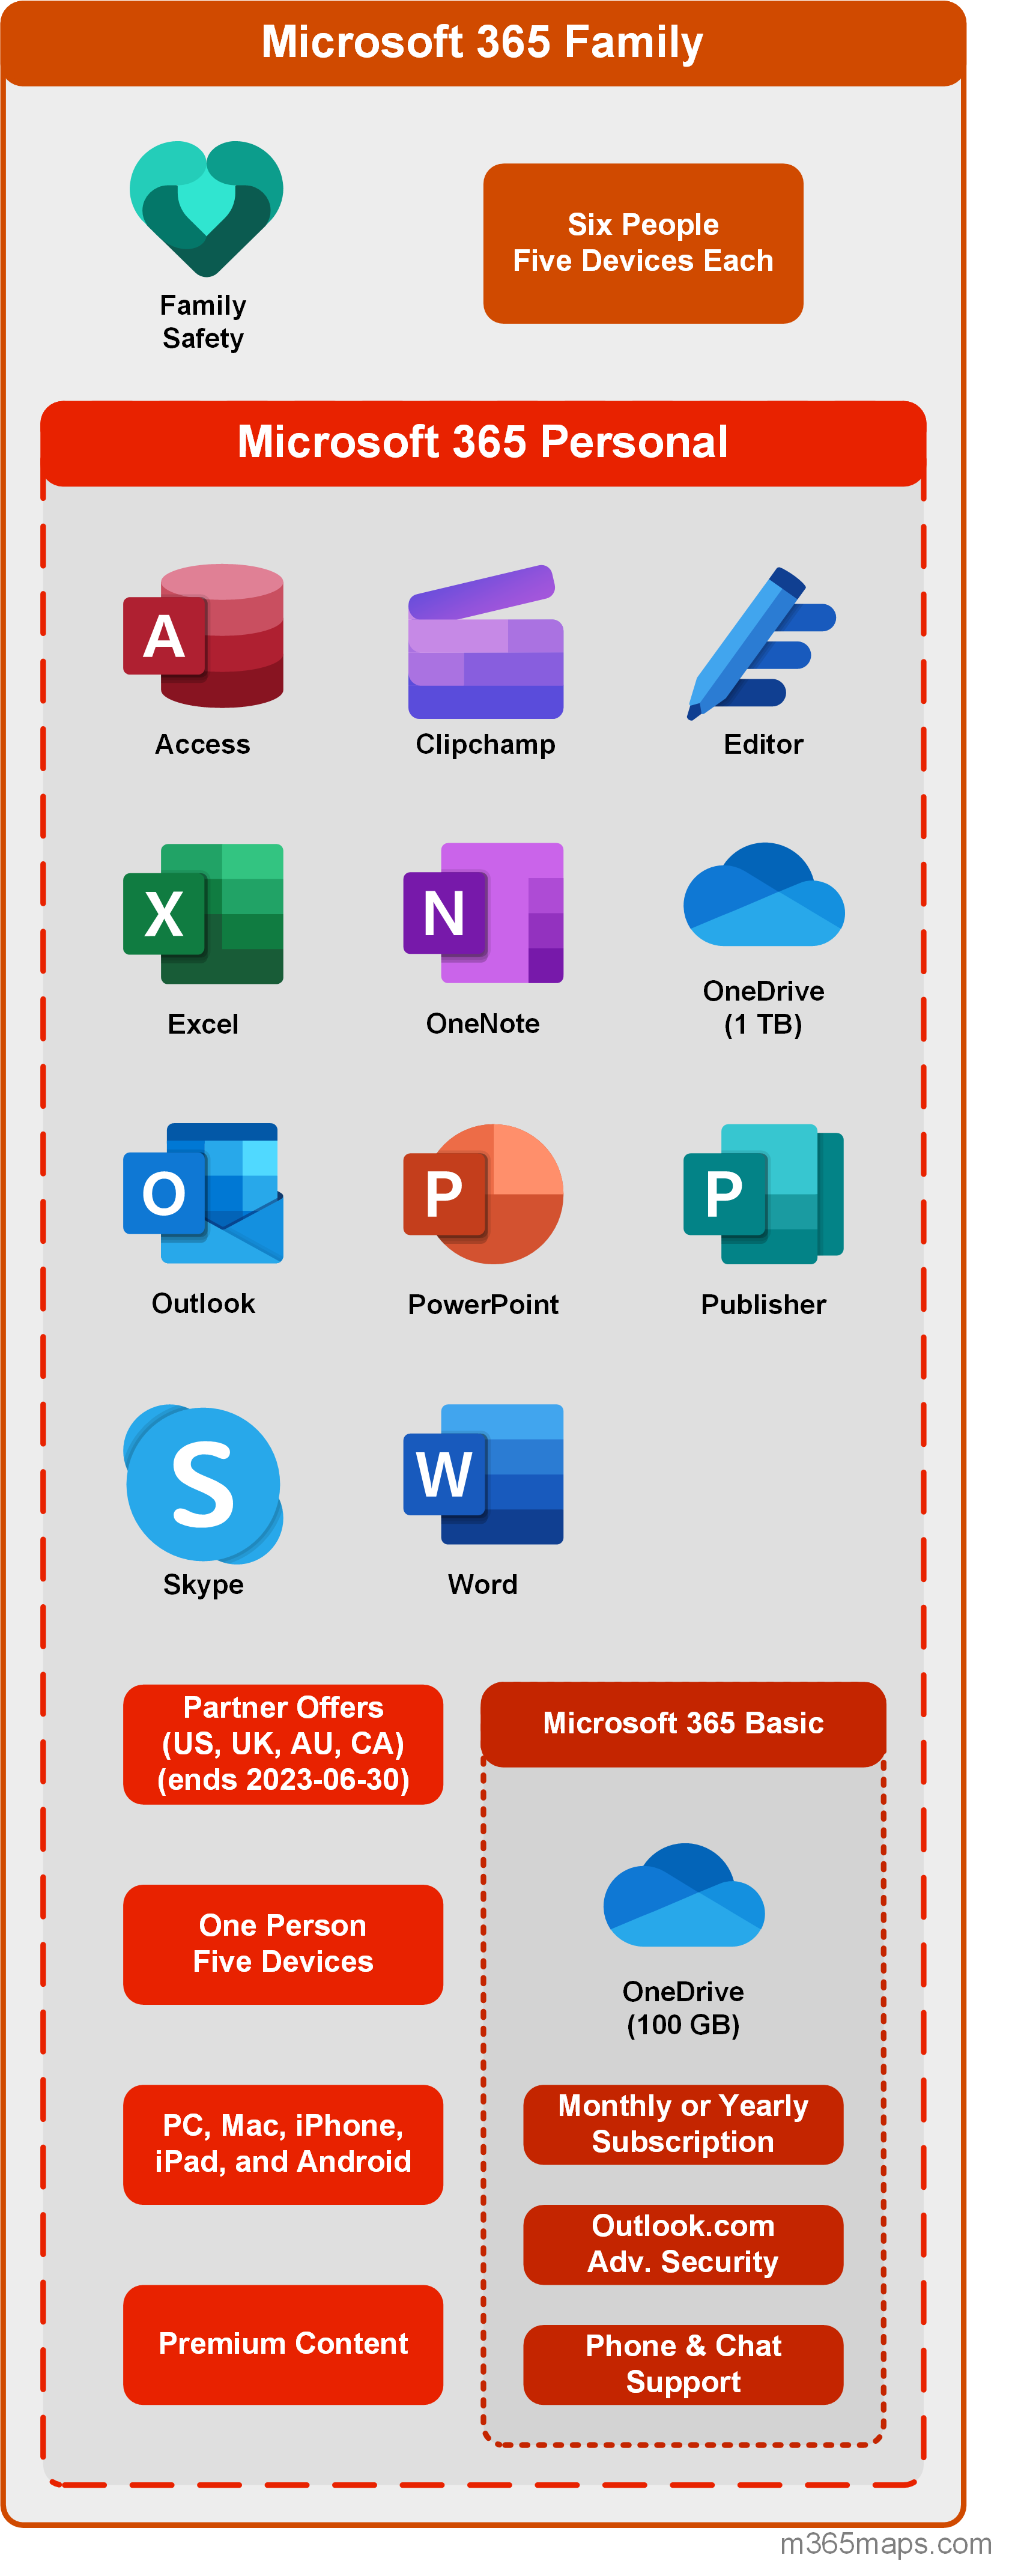 Microsoft 365 Family
Family
Safety
Six People
Five Devices Each
Microsoft 365 Personal
A
Access
Clipchamp
Editor
X
Excel
N
OneNote
OneDrive
(1 TB)
O
Outlook
P
PowerPoint
P
Publisher
S
Skype
W
Word
Partner Offers
(US, UK, AU, CA)
(ends 2023-06-30)
One Person
Five Devices
PC, Mac, iPhone,
iPad, and Android
Premium Content
Microsoft 365 Basic
OneDrive
(100 GB)
Monthly or Yearly
Subscription
Outlook.com
Adv. Security
Phone & Chat
Support
m365maps.com